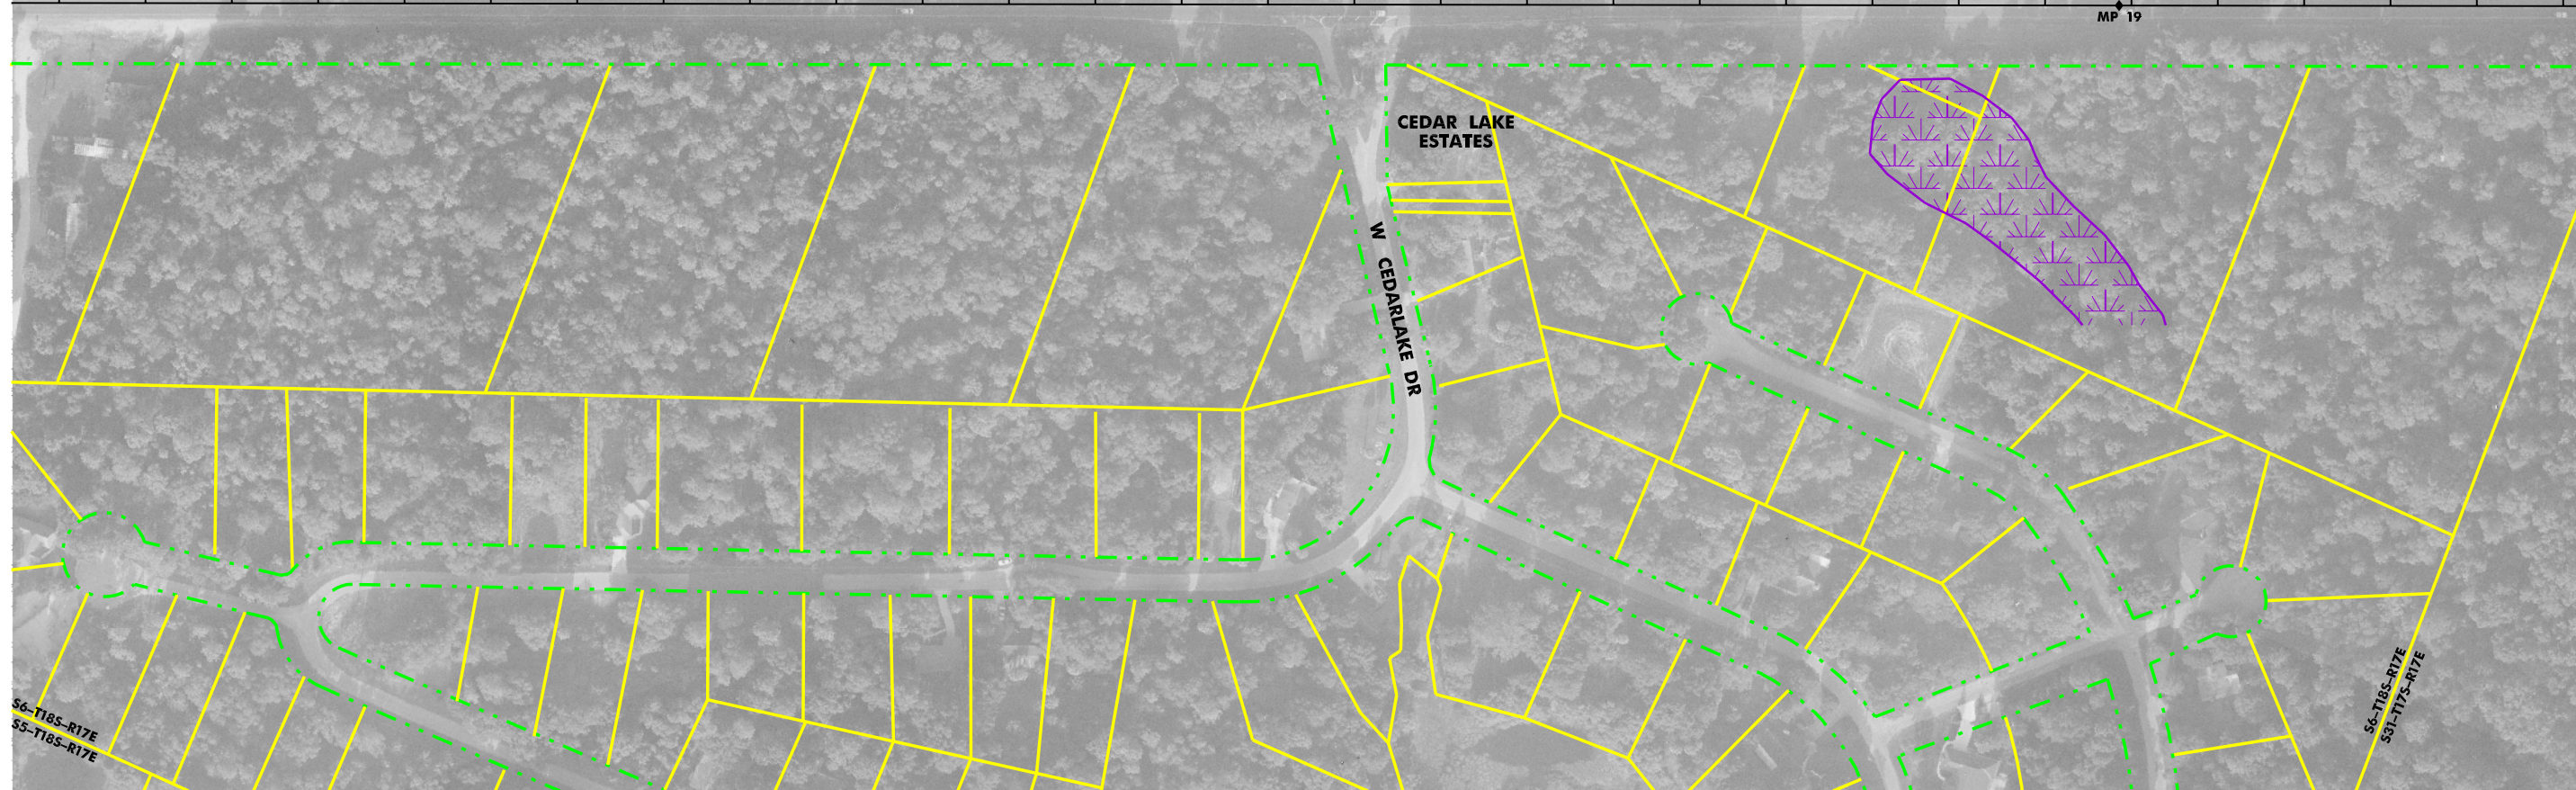 MP 19
CEDAR LAKE
ESTATES
W CEDARLAKE DR
S6-T18S-R17E
S5-T18S-R17E
S6-T18S-R17E
S31-T17S-R17E